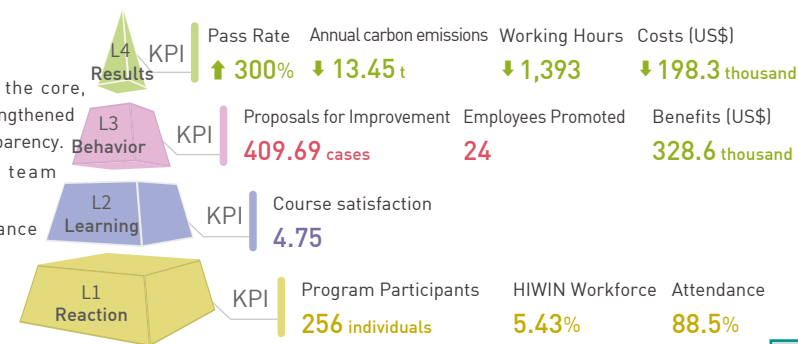 L4
Results
KPI
Pass Rate Annual carbon emissions Working Hours Costs (US$)
⬆ 300% ⬇ 13.45 t ⬇ 1,393 ⬇ 198.3 thousand
the core,
ngthened
parency.
team
ance
L3
Behavior
KPI
Proposals for Improvement Employees Promoted Benefits (US$)
409.69 cases 24 328.6 thousand
L2
Learning
KPI
Course satisfaction
4.75
L1
Reaction
KPI
Program Participants HIWIN Workforce Attendance
256 individuals 5.43% 88.5%